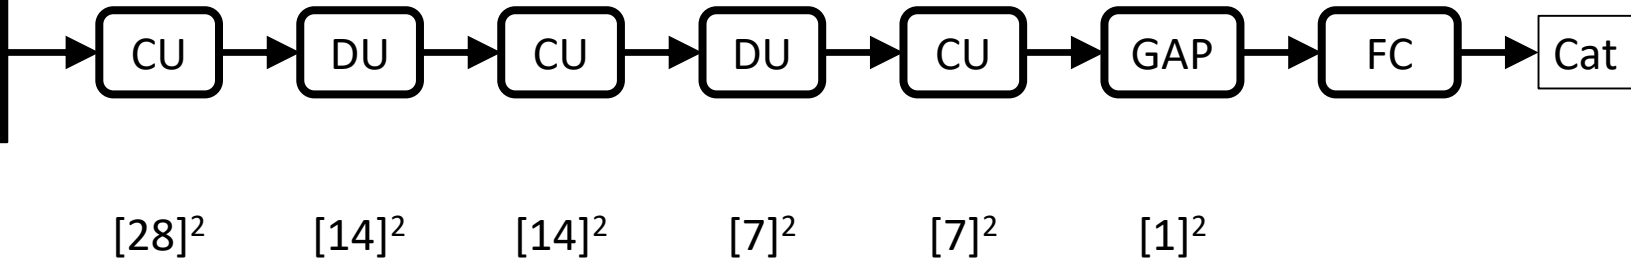 CU DU CU DU CU GAP FC Cat
[28]² [14]² [14]² [7]² [7]² [1]²